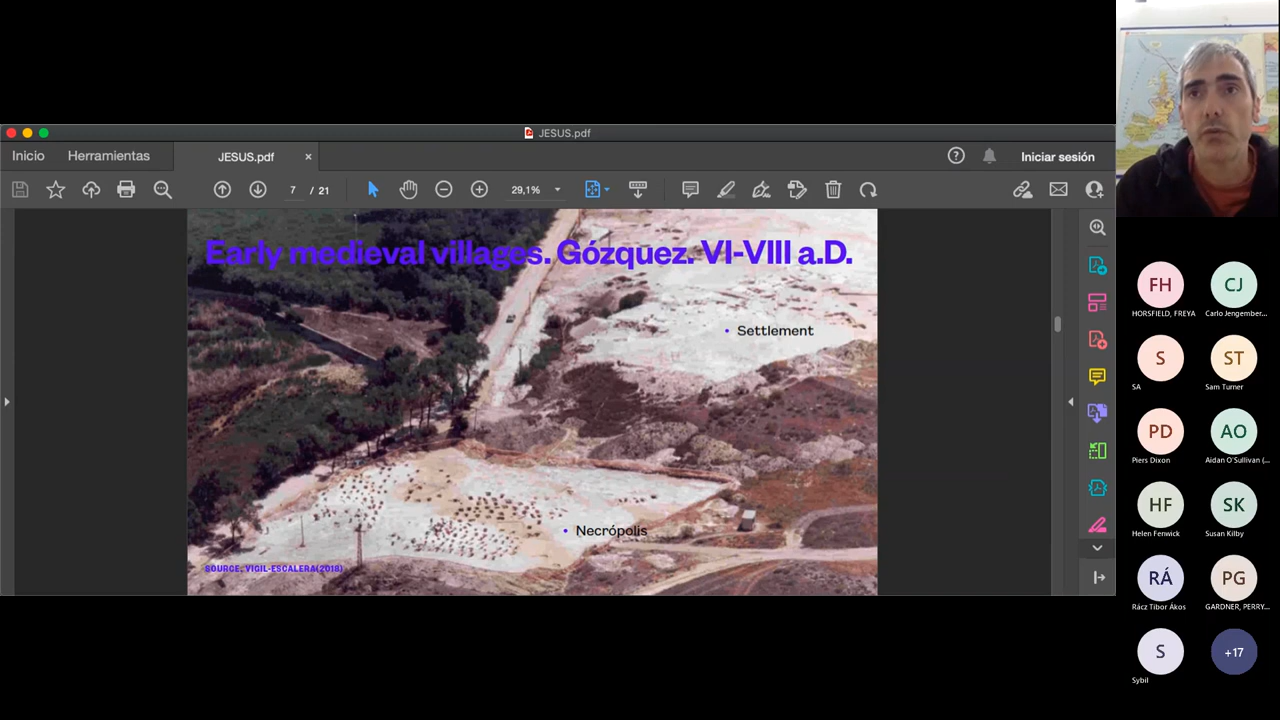 JESUS.pdf
Inicio
Herramientas
JESUS.pdf
Iniciar sesión
7 / 21
29,1%
Early medieval villages. Gózquez. VI-VIII a.D.
• Settlement
• Necrópolis
SOURCE, VIGIL-ESCALERA(2018)
FH
HORSFIELD, FREYA
CJ
Carlo Jengember...
S
SA
ST
Sam Turner
PD
Piers Dixon
AO
Aidan O'Sullivan (...
HF
Helen Fenwick
SK
Susan Kilby
RÁ
Rácz Tibor Ákos
PG
GARDNER, PERRY...
S
Sybil
+17